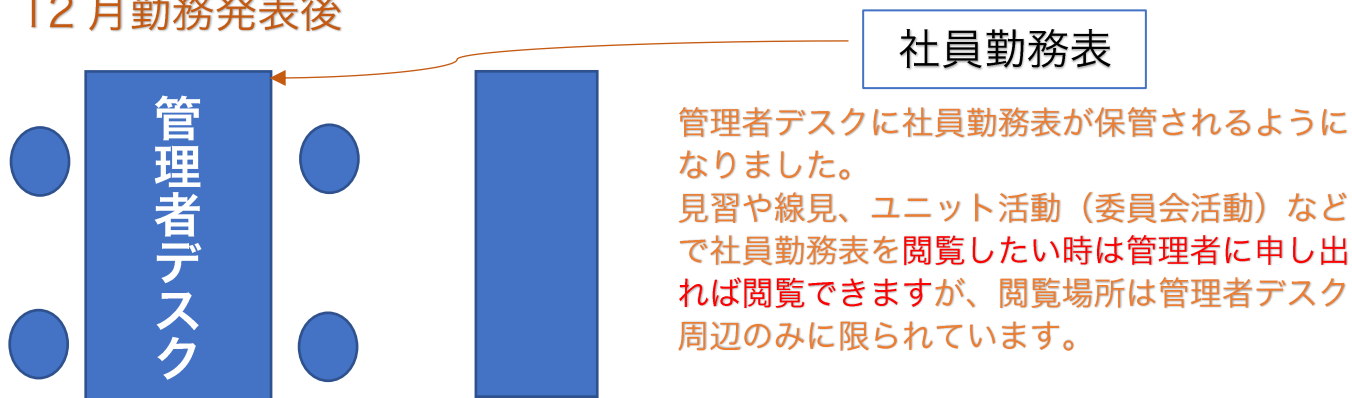 12月勤務発表後
社員勤務表
管理者デスク
管理者デスクに社員勤務表が保管されるように
なりました。
見習や線見、ユニット活動（委員会活動）など
で社員勤務表を閲覧したい時は管理者に申し出
れば閲覧できますが、閲覧場所は管理者デスク
周辺のみに限られています。